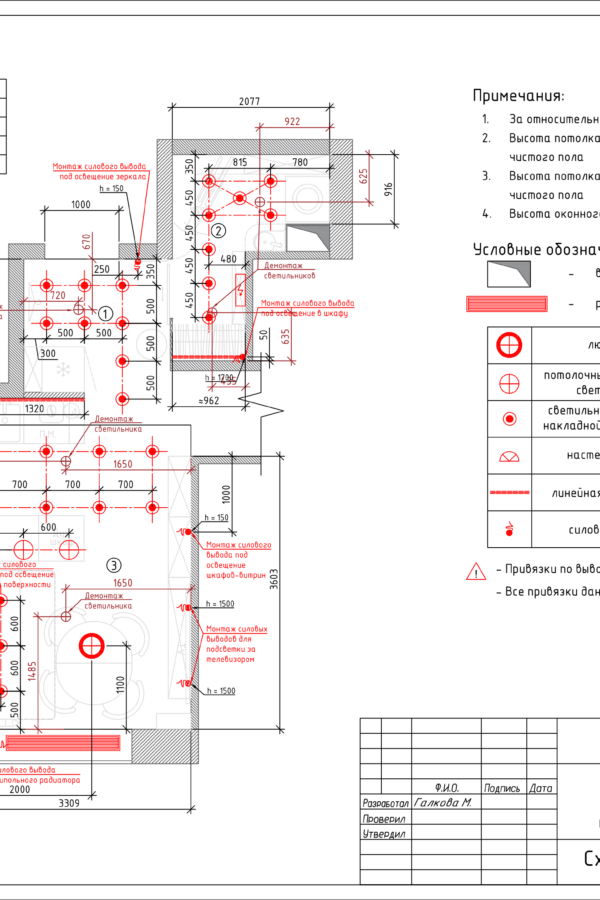 2077
922
Примечания:
1. За относительн
2. Высота потолка
чистого пола
3. Высота потолка
чистого пола
4. Высота оконного
Монтаж силового вывода
под освещение зеркала
h = 150
350
815
780
625
916
450
450
1000
670
2
480
250
350
Демонтаж
светильников
Условные обозна
720
1
500
450
450
Монтаж силового вывода
под освещение в шкафу
50
635
500
500
300
500
h = 1700
≈962
1320
П.М.
Демонтаж
светильника
1650
700
700
700
1000
h = 150
600
3
Монтаж силового
вывода под
освещение
шкафов-витрин
силового
под освещение
поверхности
1650
Демонтаж
светильника
h = 1500
3603
600
600
500
1485
1100
Монтаж силовых
выводов для
подсветки за
телевизором
h = 1500
силового вывода
2000
3309
лю
потолочны
свет
светильн
накладной
насте
линейная
силов
! - Привязки по выво
- Все привязки дан
Ф.И.О. Подпись Дата
Разработал Галкова М.
Проверил
Утвердил
Сх